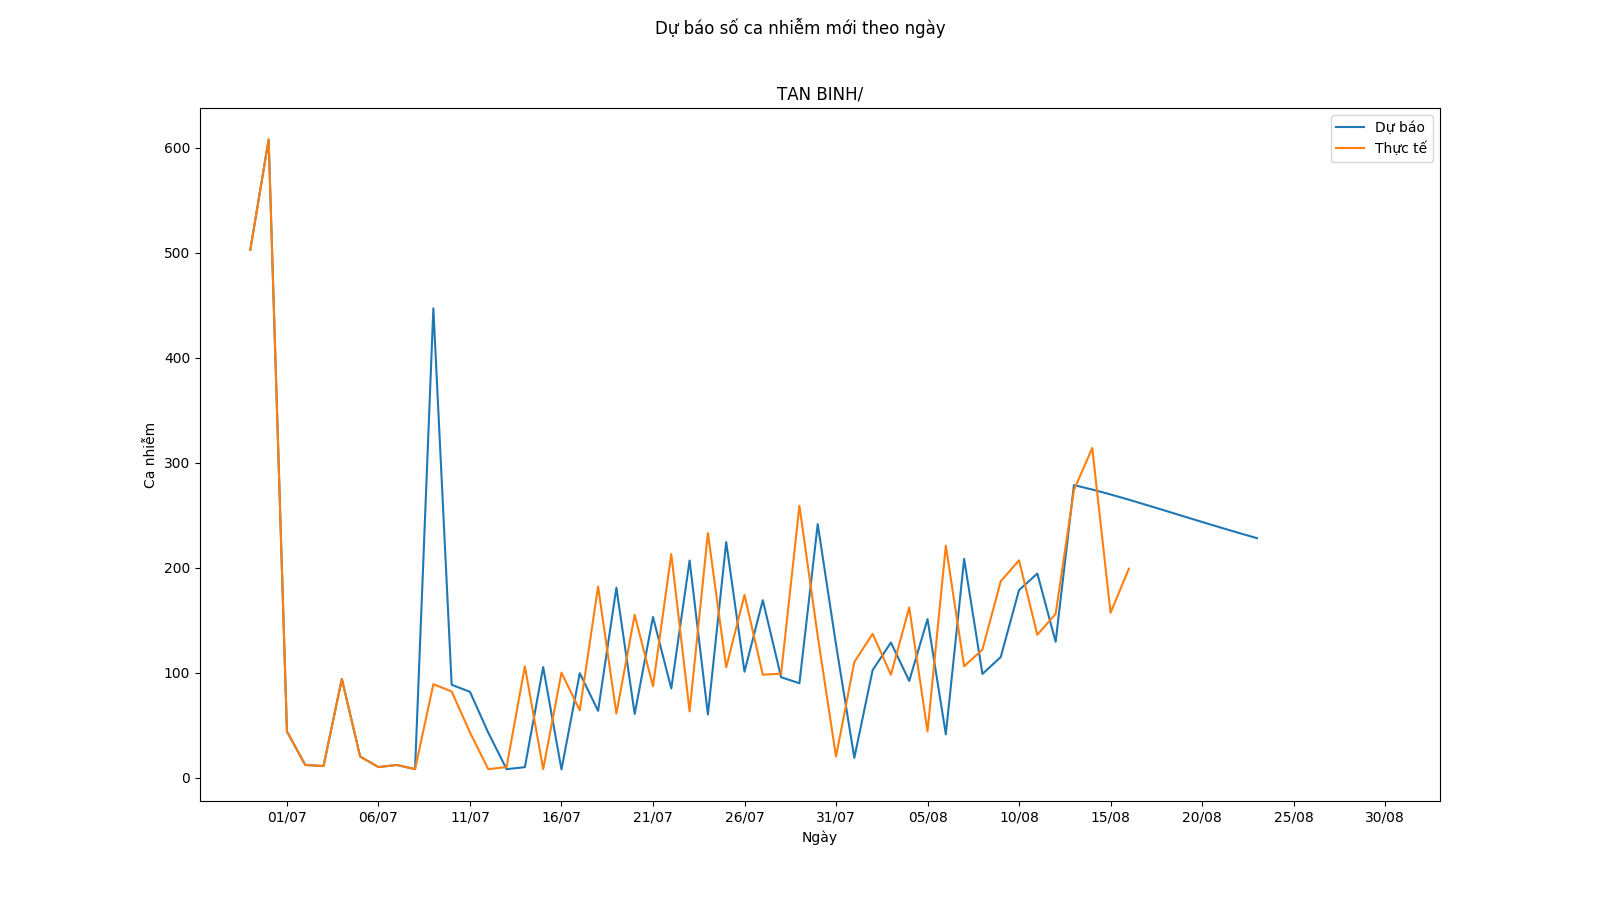 Dự báo số ca nhiễm mới theo ngày
TAN BINH/
Dự báo
Thực tế
600
500
400
300
200
100
0
Ca nhiễm
01/07 06/07 11/07 16/07 21/07 26/07 31/07 05/08 10/08 15/08 20/08 25/08 30/08
Ngày